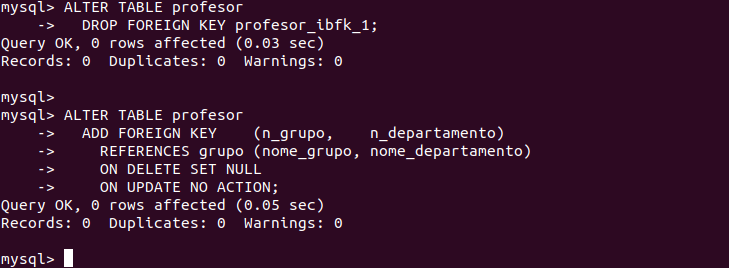 mysql> ALTER TABLE profesor
    ->   DROP FOREIGN KEY profesor_ibfk_1;
Query OK, 0 rows affected (0.03 sec)
Records: 0  Duplicates: 0  Warnings: 0

mysql>
mysql> ALTER TABLE profesor
    ->   ADD FOREIGN KEY    (n_grupo,    n_departamento)
    ->     REFERENCES grupo (nome_grupo, nome_departamento)
    ->     ON DELETE SET NULL
    ->     ON UPDATE NO ACTION;
Query OK, 0 rows affected (0.05 sec)
Records: 0  Duplicates: 0  Warnings: 0

mysql>